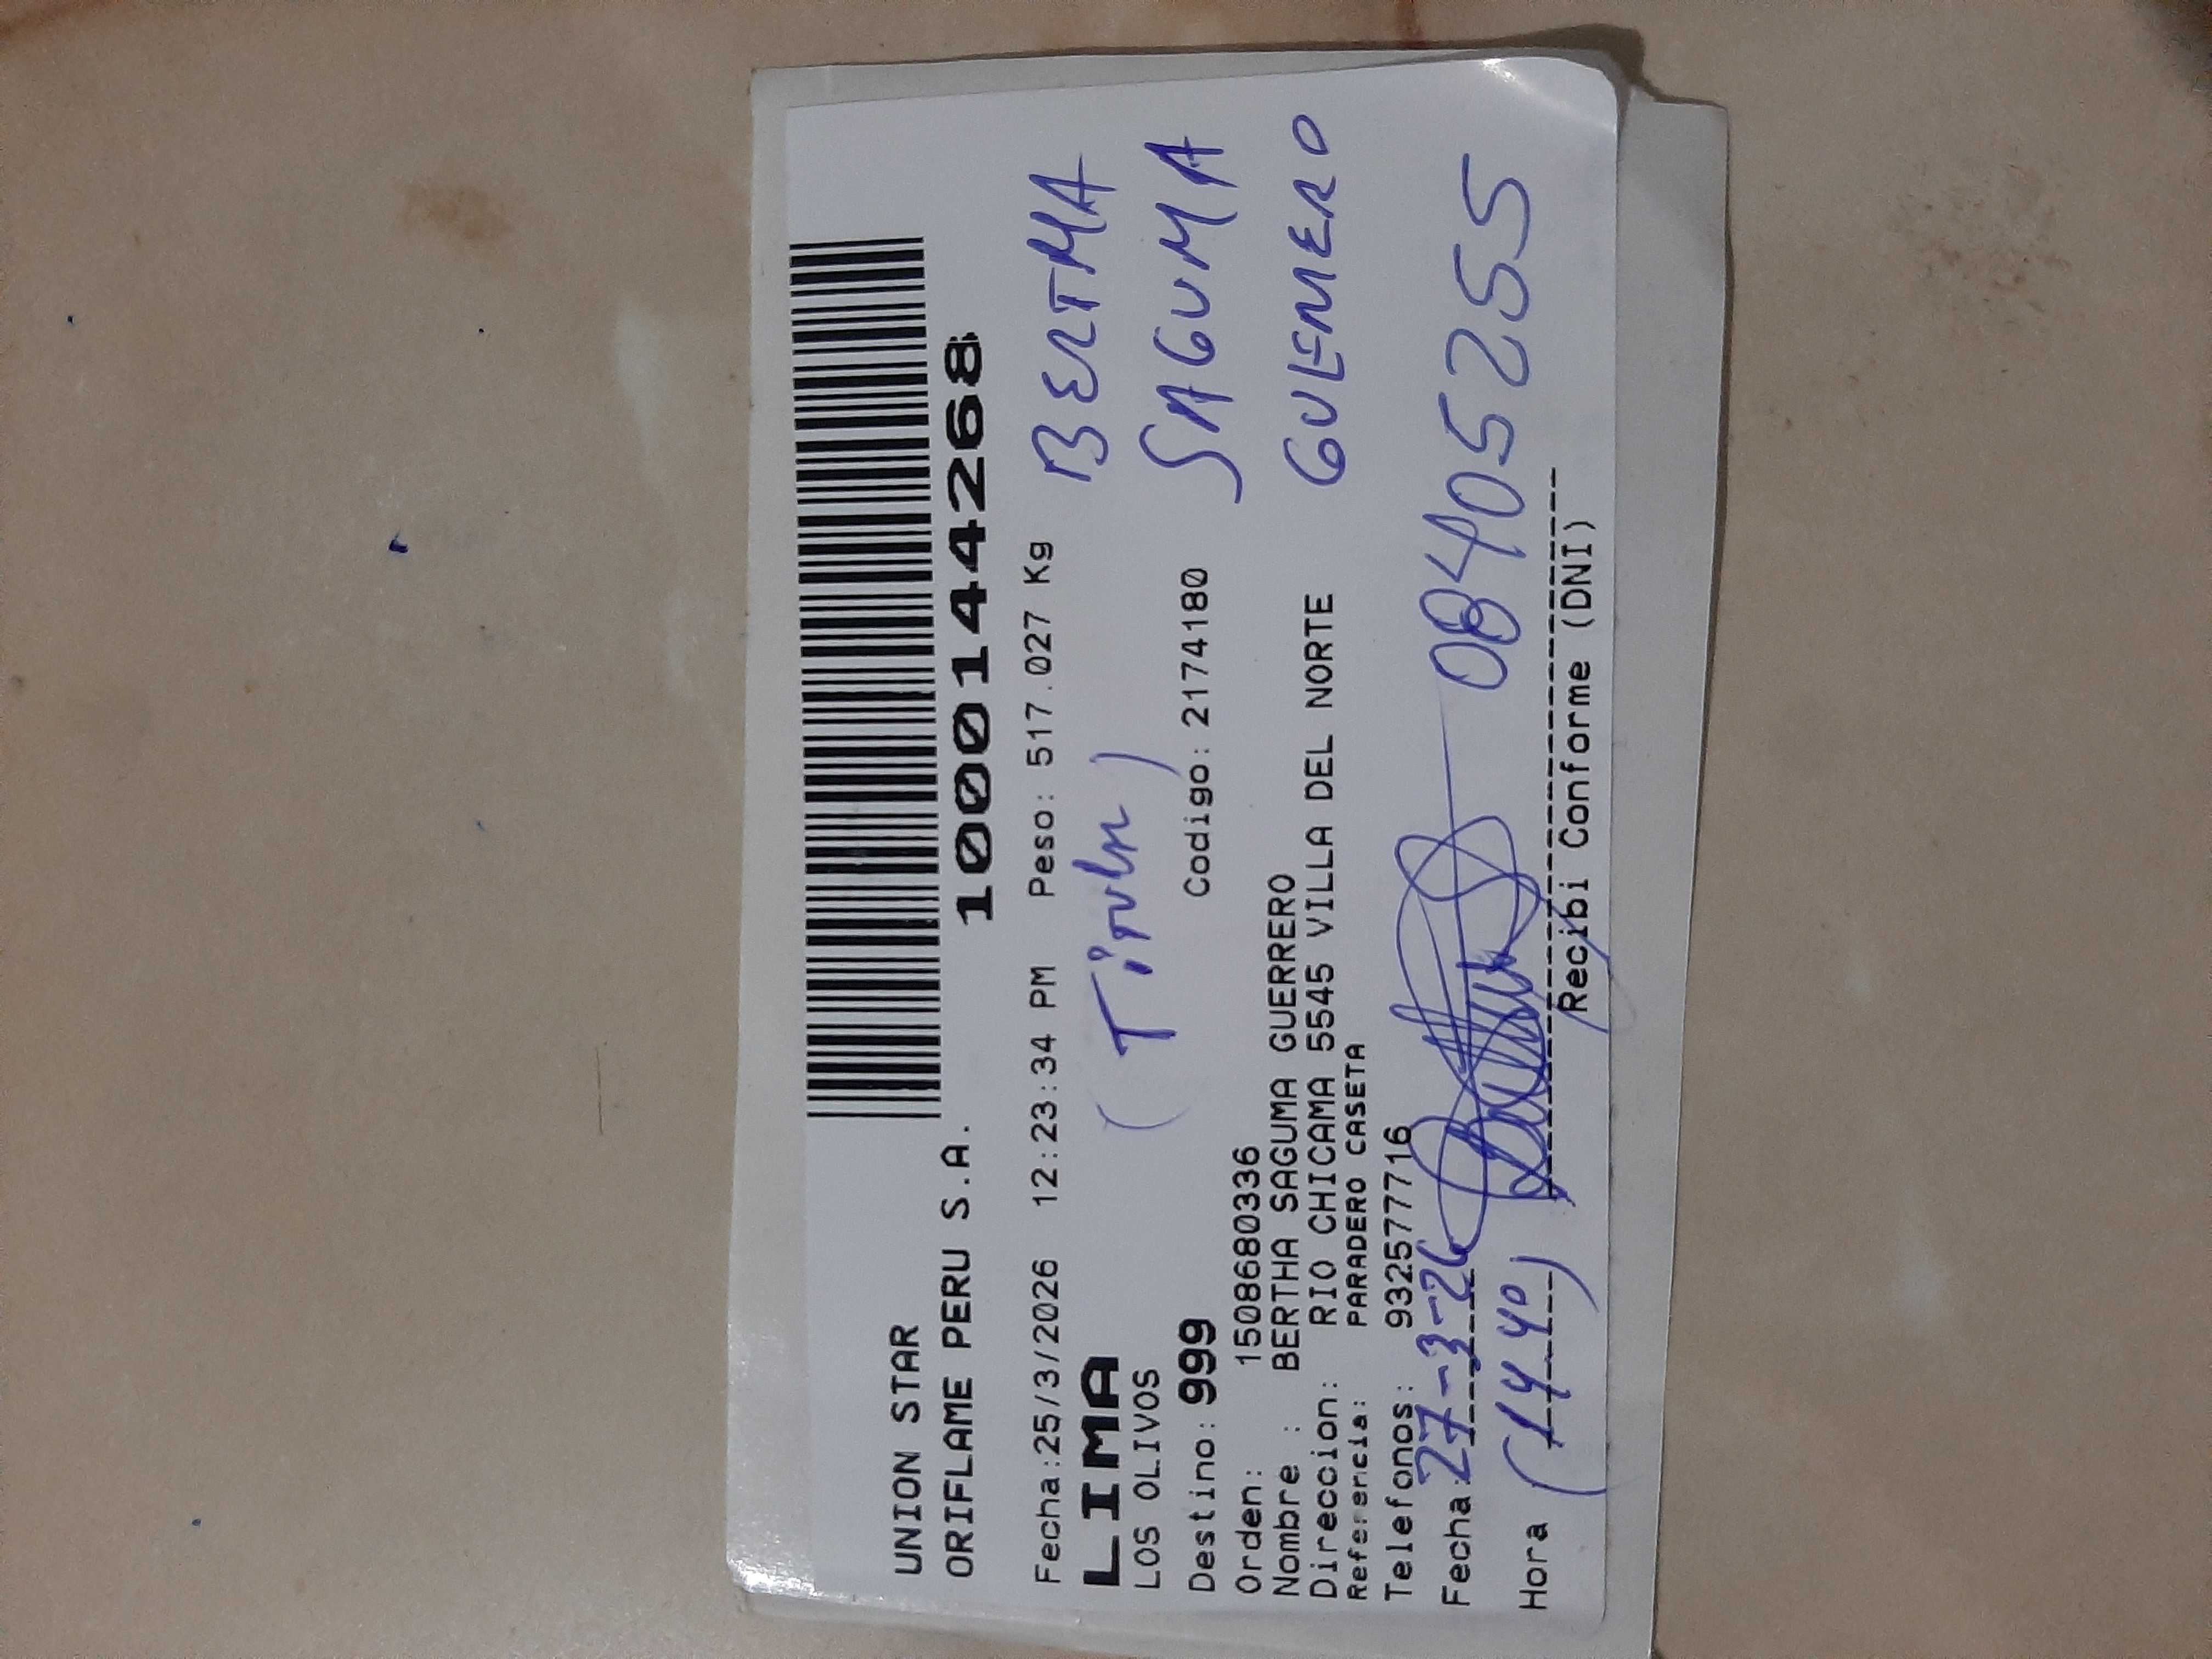 UNION STAR
ORIFLAME PERU S.A.
1000144268
Fecha:25/3/2026 12:23:34 PM Peso: 517.027 Kg
LIMA
LOS OLIVOS
(Titular)
BERTHA
SAGUMA
GUERRERO
Destino: 999 Codigo: 2174180
Orden: 1508680336
Nombre : BERTHA SAGUMA GUERRERO
Direccion: RIO CHICAMA 5545 VILLA DEL NORTE
Referencia: PARADERO CASETA
Telefonos: 932577716
Fecha: 27-3-26 08405255
Hora (14 40)
Recibi Conforme (DNI)